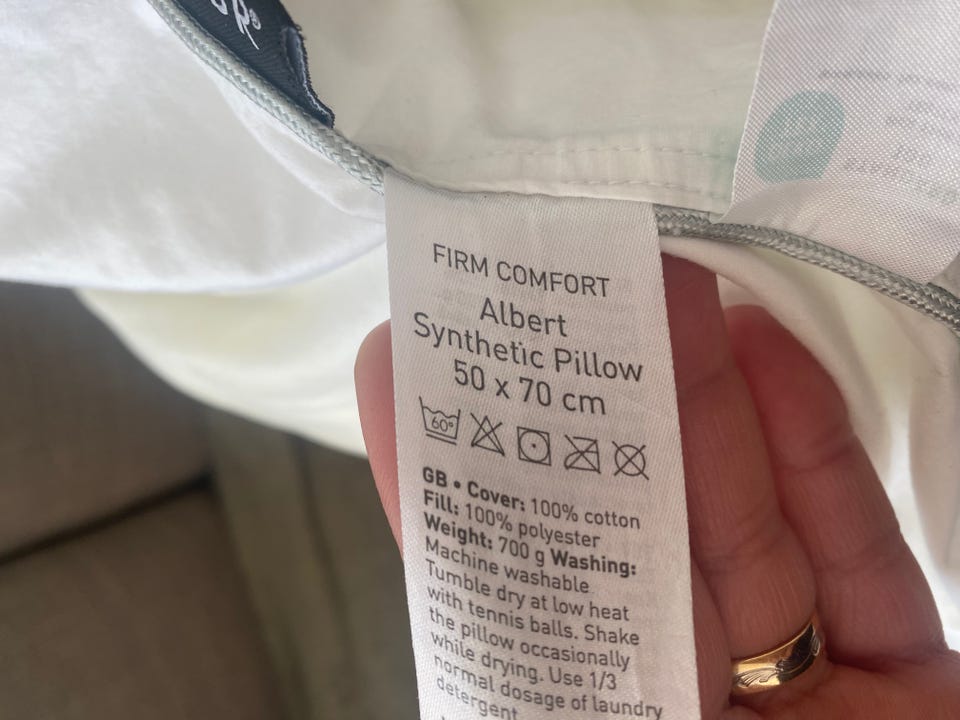 FIRM COMFORT
Albert
Synthetic Pillow
50 x 70 cm
60°
GB • Cover: 100% cotton
Fill: 100% polyester
Weight: 700 g Washing:
Machine washable
Tumble dry at low heat
with tennis balls. Shake
the pillow occasionally
while drying. Use 1/3
normal dosage of laundry
detergent